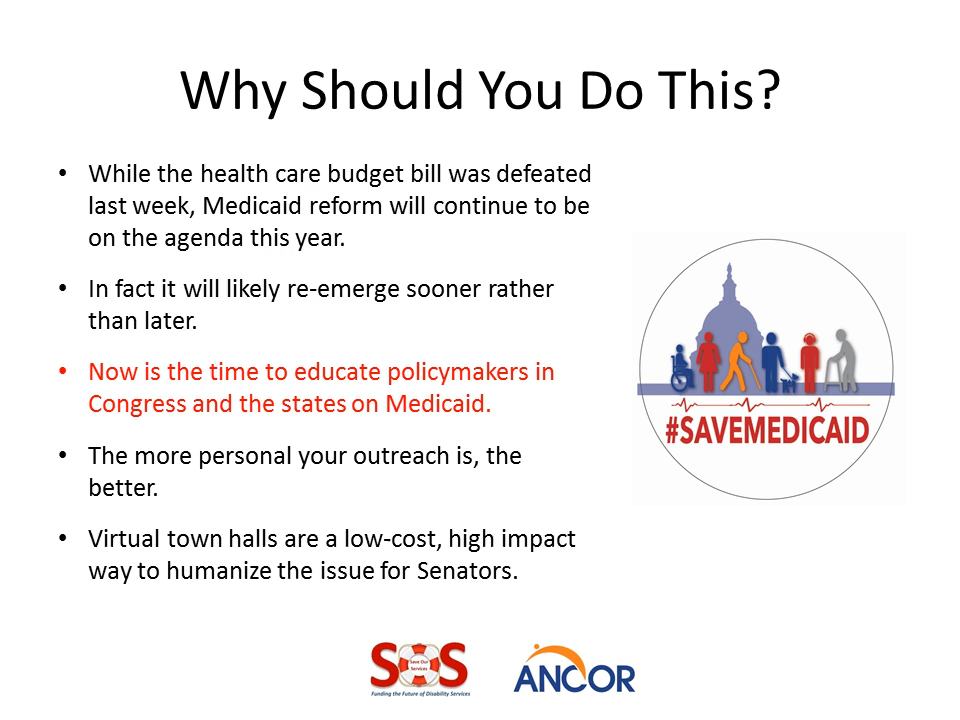 Why Should You Do This?
• While the health care budget bill was defeated
last week, Medicaid reform will continue to be
on the agenda this year.
• In fact it will likely re-emerge sooner rather
than later.
• Now is the time to educate policymakers in
Congress and the states on Medicaid.
• The more personal your outreach is, the
better.
• Virtual town halls are a low-cost, high impact
way to humanize the issue for Senators.
#SAVEMEDICAID
SOS
Save Our
Services
Funding the Future of Disability Services
ANCOR